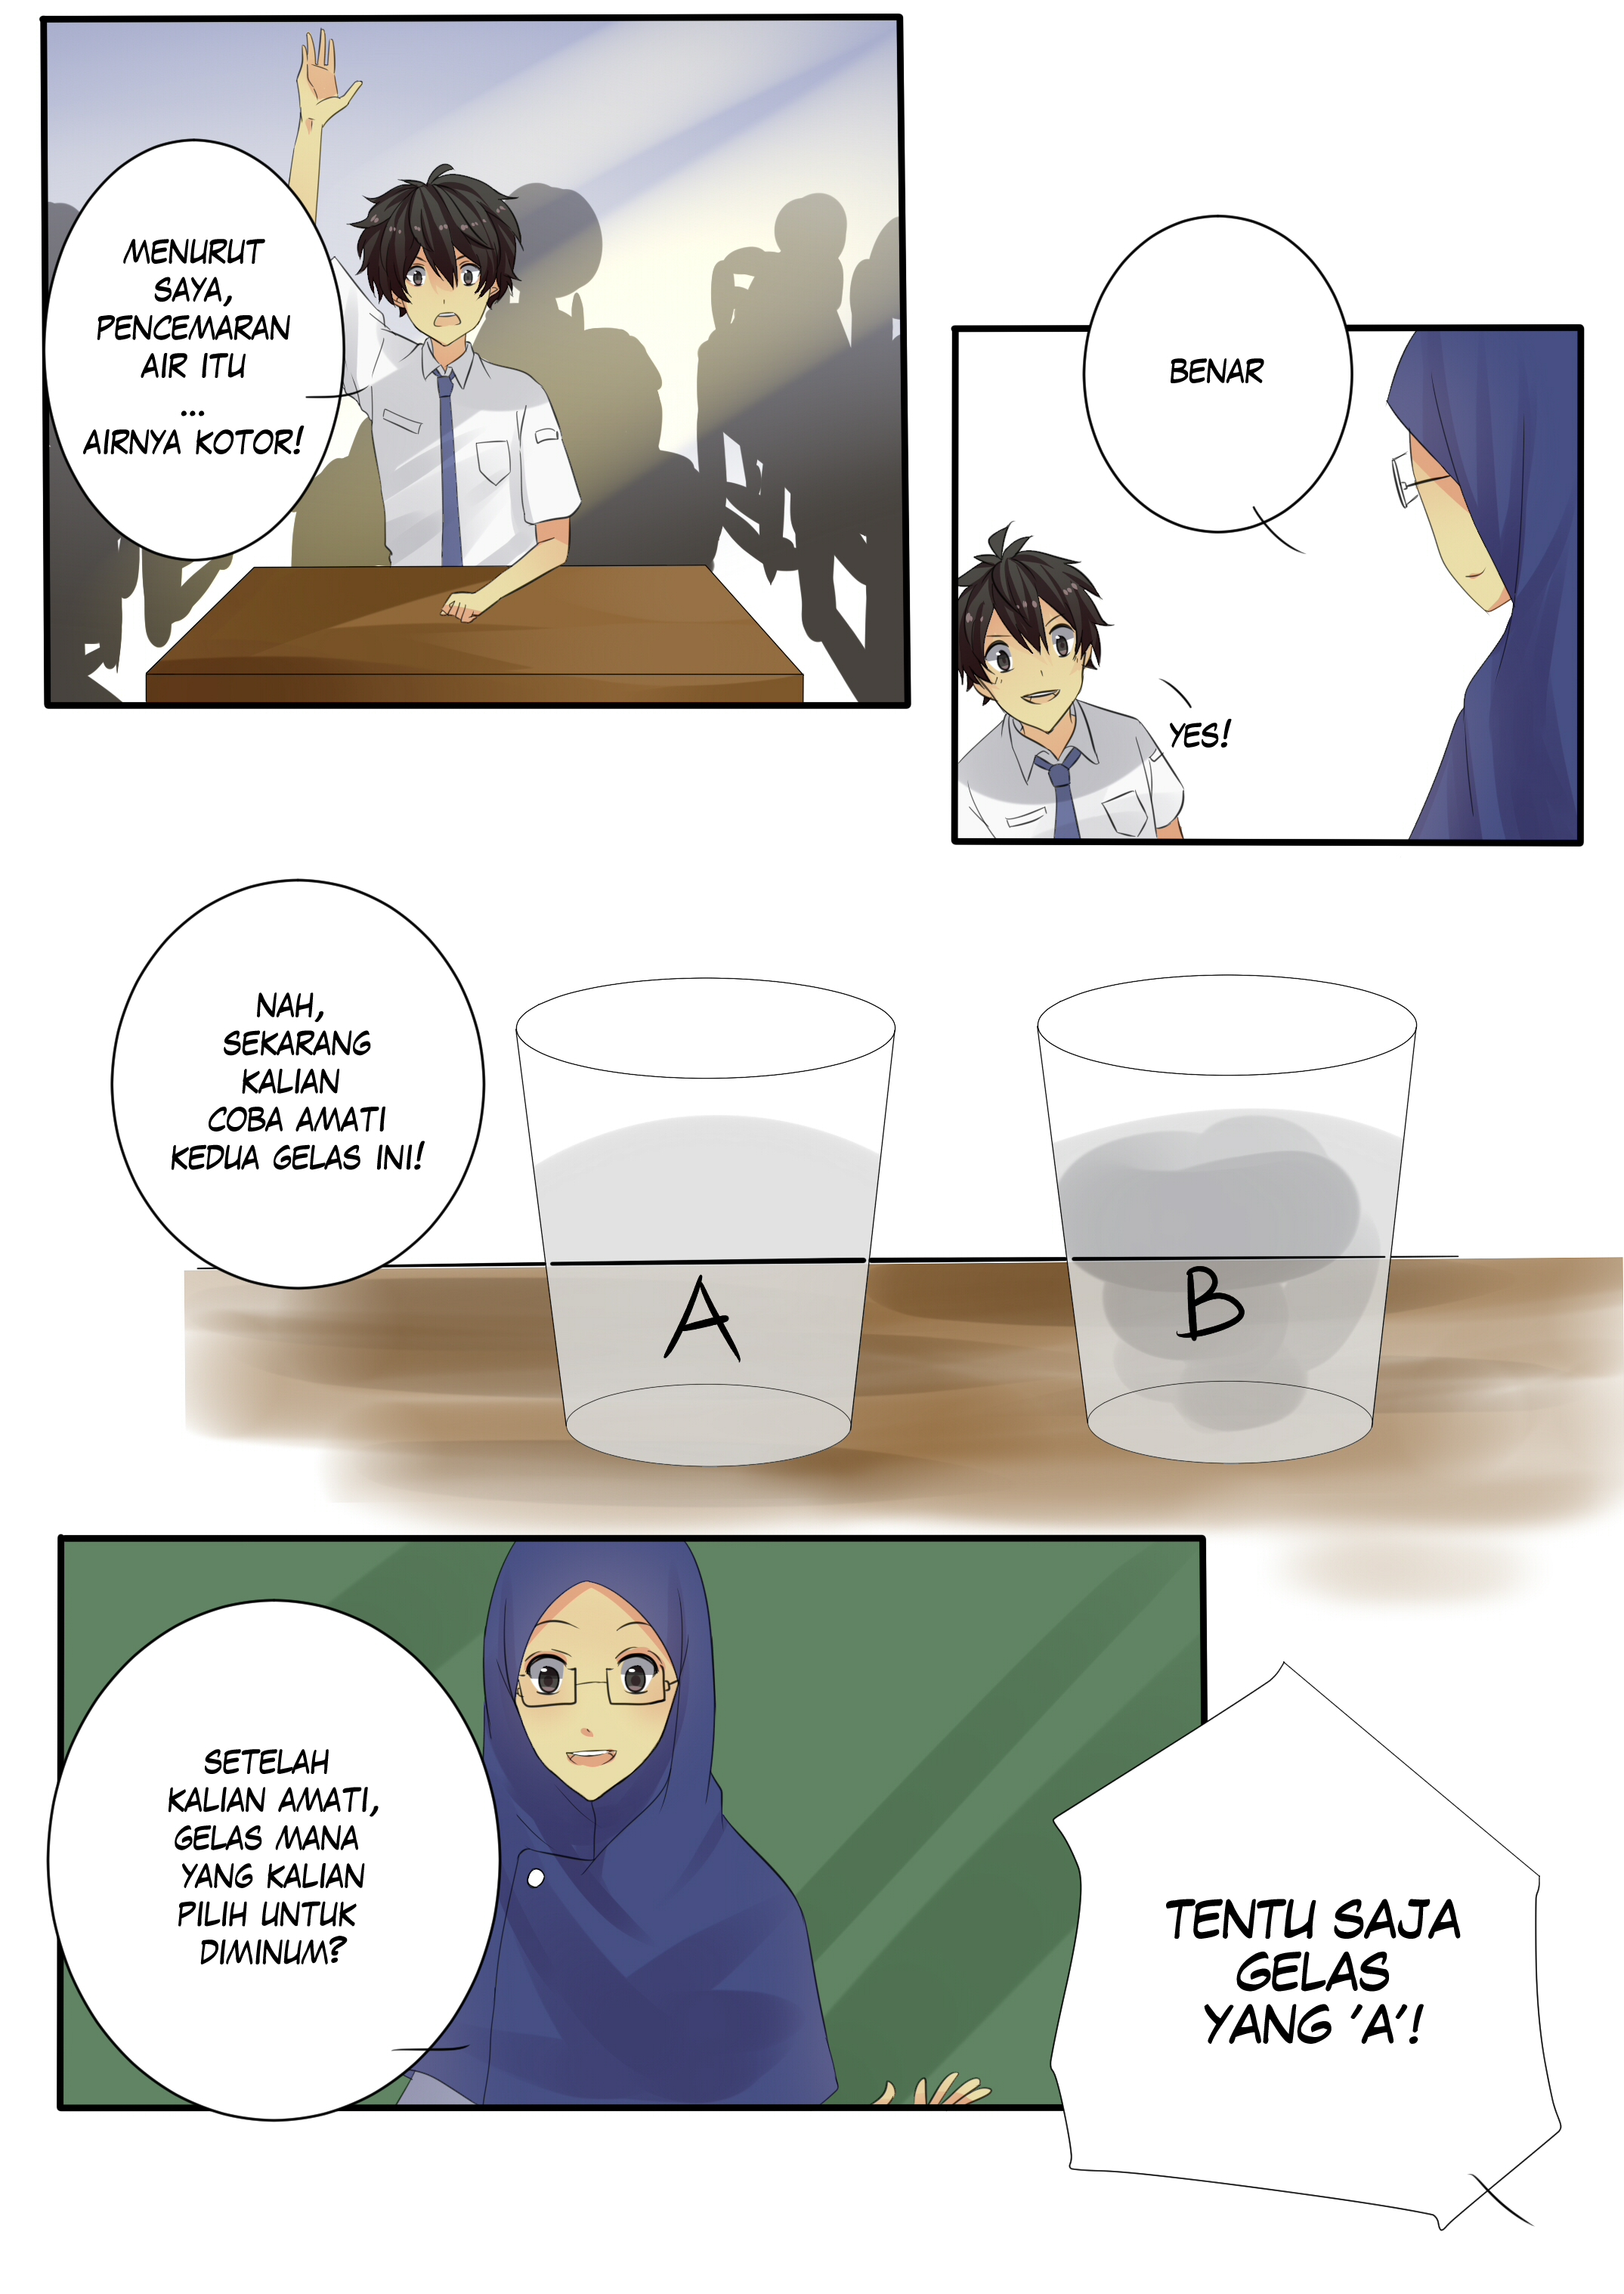 MENURUT
SAYA,
PENCEMARAN
AIR ITU
...
AIRNYA KOTOR!
BENAR
YES!
NAH,
SEKARANG
KALIAN
COBA AMATI
KEDUA GELAS INI!
A
B
SETELAH
KALIAN AMATI,
GELAS MANA
YANG KALIAN
PILIH UNTUK
DIMINUM?
TENTU SAJA
GELAS
YANG 'A'!